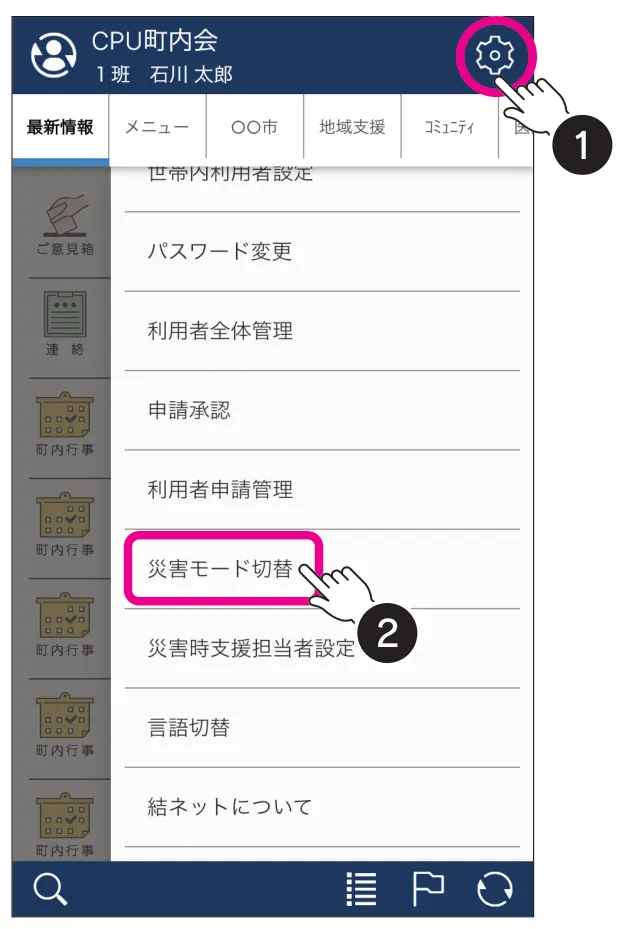 CPU町内会
1班 石川 太郎
最新情報
メニュー
〇〇市
地域支援
ｺﾐｭﾆﾃｨ
1
世帯内利用者設定
パスワード変更
利用者全体管理
申請承認
利用者申請管理
災害モード切替
2
災害時支援担当者設定
言語切替
結ネットについて
ご意見箱
連 絡
町内行事
町内行事
町内行事
町内行事
町内行事